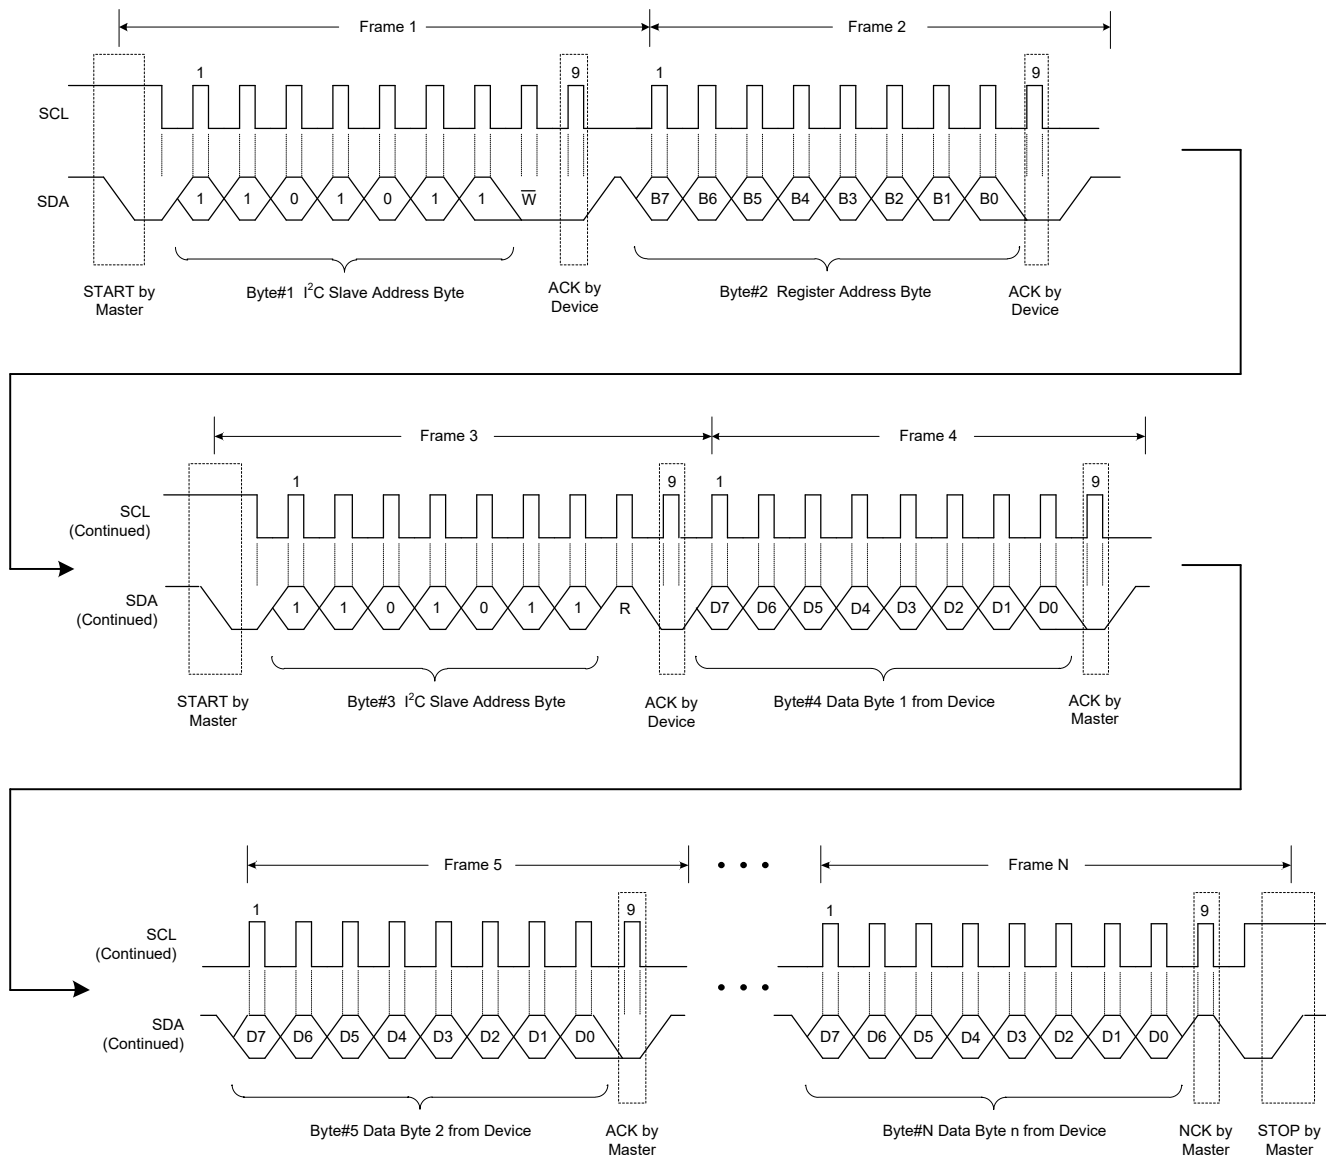 Frame 1 Frame 2
1 9 1 9
SCL
SDA 1 1 0 1 0 1 1 W B7 B6 B5 B4 B3 B2 B1 B0
START by
Master
Byte#1 I²C Slave Address Byte
ACK by
Device
Byte#2 Register Address Byte
ACK by
Device
Frame 3 Frame 4
1 9 1 9
SCL
(Continued)
SDA
(Continued)
1 1 0 1 0 1 1 R D7 D6 D5 D4 D3 D2 D1 D0
START by
Master
Byte#3 I²C Slave Address Byte
ACK by
Device
Byte#4 Data Byte 1 from Device
ACK by
Master
Frame 5 Frame N
1 9 1 9
SCL
(Continued)
SDA
(Continued)
D7 D6 D5 D4 D3 D2 D1 D0 D7 D6 D5 D4 D3 D2 D1 D0
Byte#5 Data Byte 2 from Device
ACK by
Master
Byte#N Data Byte n from Device
NCK by
Master
STOP by
Master